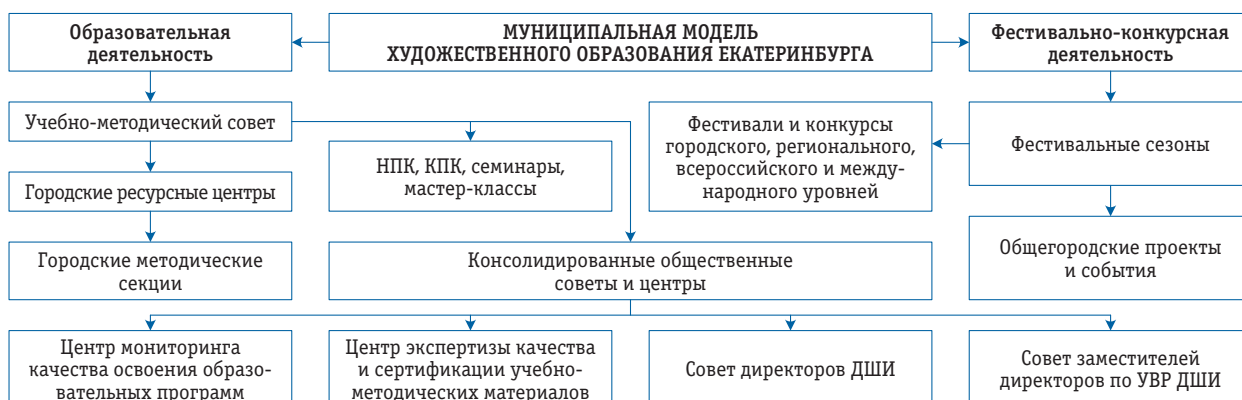 Образовательная
деятельность
МУНИЦИПАЛЬНАЯ МОДЕЛЬ
ХУДОЖЕСТВЕННОГО ОБРАЗОВАНИЯ ЕКАТЕРИНБУРГА
Фестивально-конкурсная
деятельность
Учебно-методический совет
НПК, КПК, семинары,
мастер-классы
Фестивали и конкурсы
городского, регионального,
всероссийского и между-
народного уровней
Фестивальные сезоны
Городские ресурсные центры
Городские методические
секции
Консолидированные общественные
советы и центры
Общегородские проекты
и события
Центр мониторинга
качества освоения образо-
вательных программ
Центр экспертизы качества
и сертификации учебно-
методических материалов
Совет директоров ДШИ
Совет заместителей
директоров по УВР ДШИ